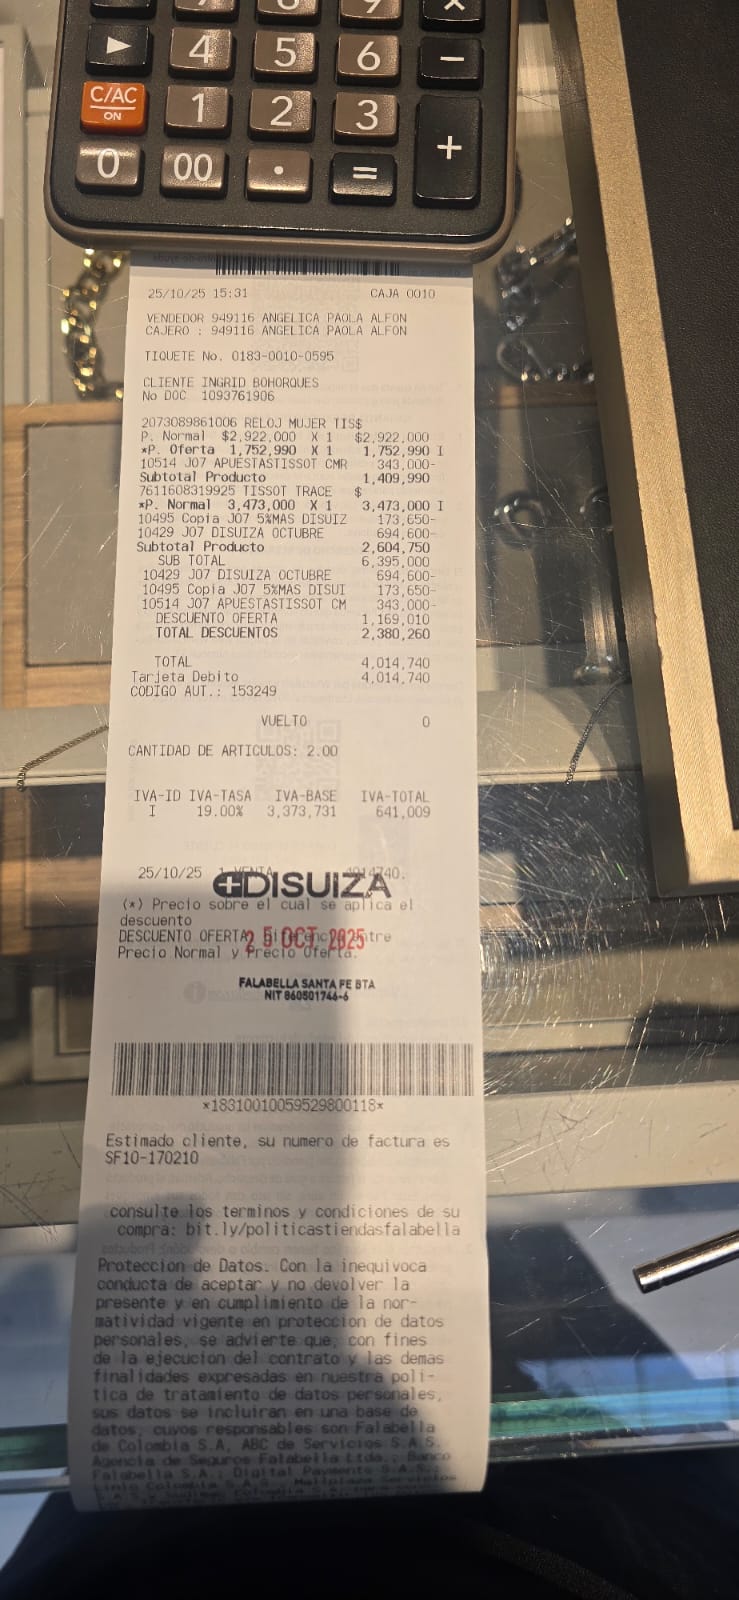 7 8 9 ×
4 5 6 −
C/AC
ON
1 2 3 +
0 00 . =
25/10/25 15:31 CAJA 0010
VENDEDOR 949116 ANGELICA PAOLA ALFON
CAJERO : 949116 ANGELICA PAOLA ALFON
TIQUETE No. 0183-0010-0595
CLIENTE INGRID BOHORQUES
No DOC 1093761906
2073089861006 RELOJ MUJER TIS$
P. Normal $2,922,000 X 1 $2,922,000
*P. Oferta 1,752,990 X 1 1,752,990 I
10514 J07 APUESTASTISSOT CMR 343,000-
Subtotal Producto 1,409,990
7611608319925 TISSOT TRACE $
*P. Normal 3,473,000 X 1 3,473,000 I
10495 Copia J07 5%MAS DISUIZ 173,650-
10429 J07 DISUIZA OCTUBRE 694,600-
Subtotal Producto 2,604,750
SUB TOTAL 6,395,000
10429 J07 DISUIZA OCTUBRE 694,600-
10495 Copia J07 5%MAS DISUI 173,650-
10514 J07 APUESTASTISSOT CM 343,000-
DESCUENTO OFERTA 1,169,010
TOTAL DESCUENTOS 2,380,260
TOTAL 4,014,740
Tarjeta Debito 4,014,740
CODIGO AUT.: 153249
VUELTO 0
CANTIDAD DE ARTICULOS: 2.00
IVA-ID IVA-TASA IVA-BASE IVA-TOTAL
I 19.00% 3,373,731 641,009
25/10/25 1 VENTA 4014740.
DISUIZA
(*) Precio sobre el cual se aplica el
descuento
DESCUENTO OFERTA: Diferencia entre
25 OCT 2025
Precio Normal y Precio Oferta.
FALABELLA SANTA FE BTA
NIT 860501746-6
*18310010059529800118*
Estimado cliente, su numero de factura es
SF10-170210
consulte los terminos y condiciones de su
compra: bit.ly/politicastiendasfalabella
Proteccion de Datos. Con la inequivoca
conducta de aceptar y no devolver la
presente y en cumplimiento de la nor-
matividad vigente en proteccion de datos
personales, se advierte que, con fines
de la ejecucion del contrato y las demas
finalidades expresadas en nuestra poli-
tica de tratamiento de datos personales,
sus datos se incluiran en una base de
datos, cuyos responsables son Falabella
de Colombia S.A, ABC de Servicios S.A.S.
Agencia de Seguros Falabella Ltda., Banco
Falabella S.A., Digital Payments S.A.S.,
Linio Colombia S.A.S., Mallplaza Servicios